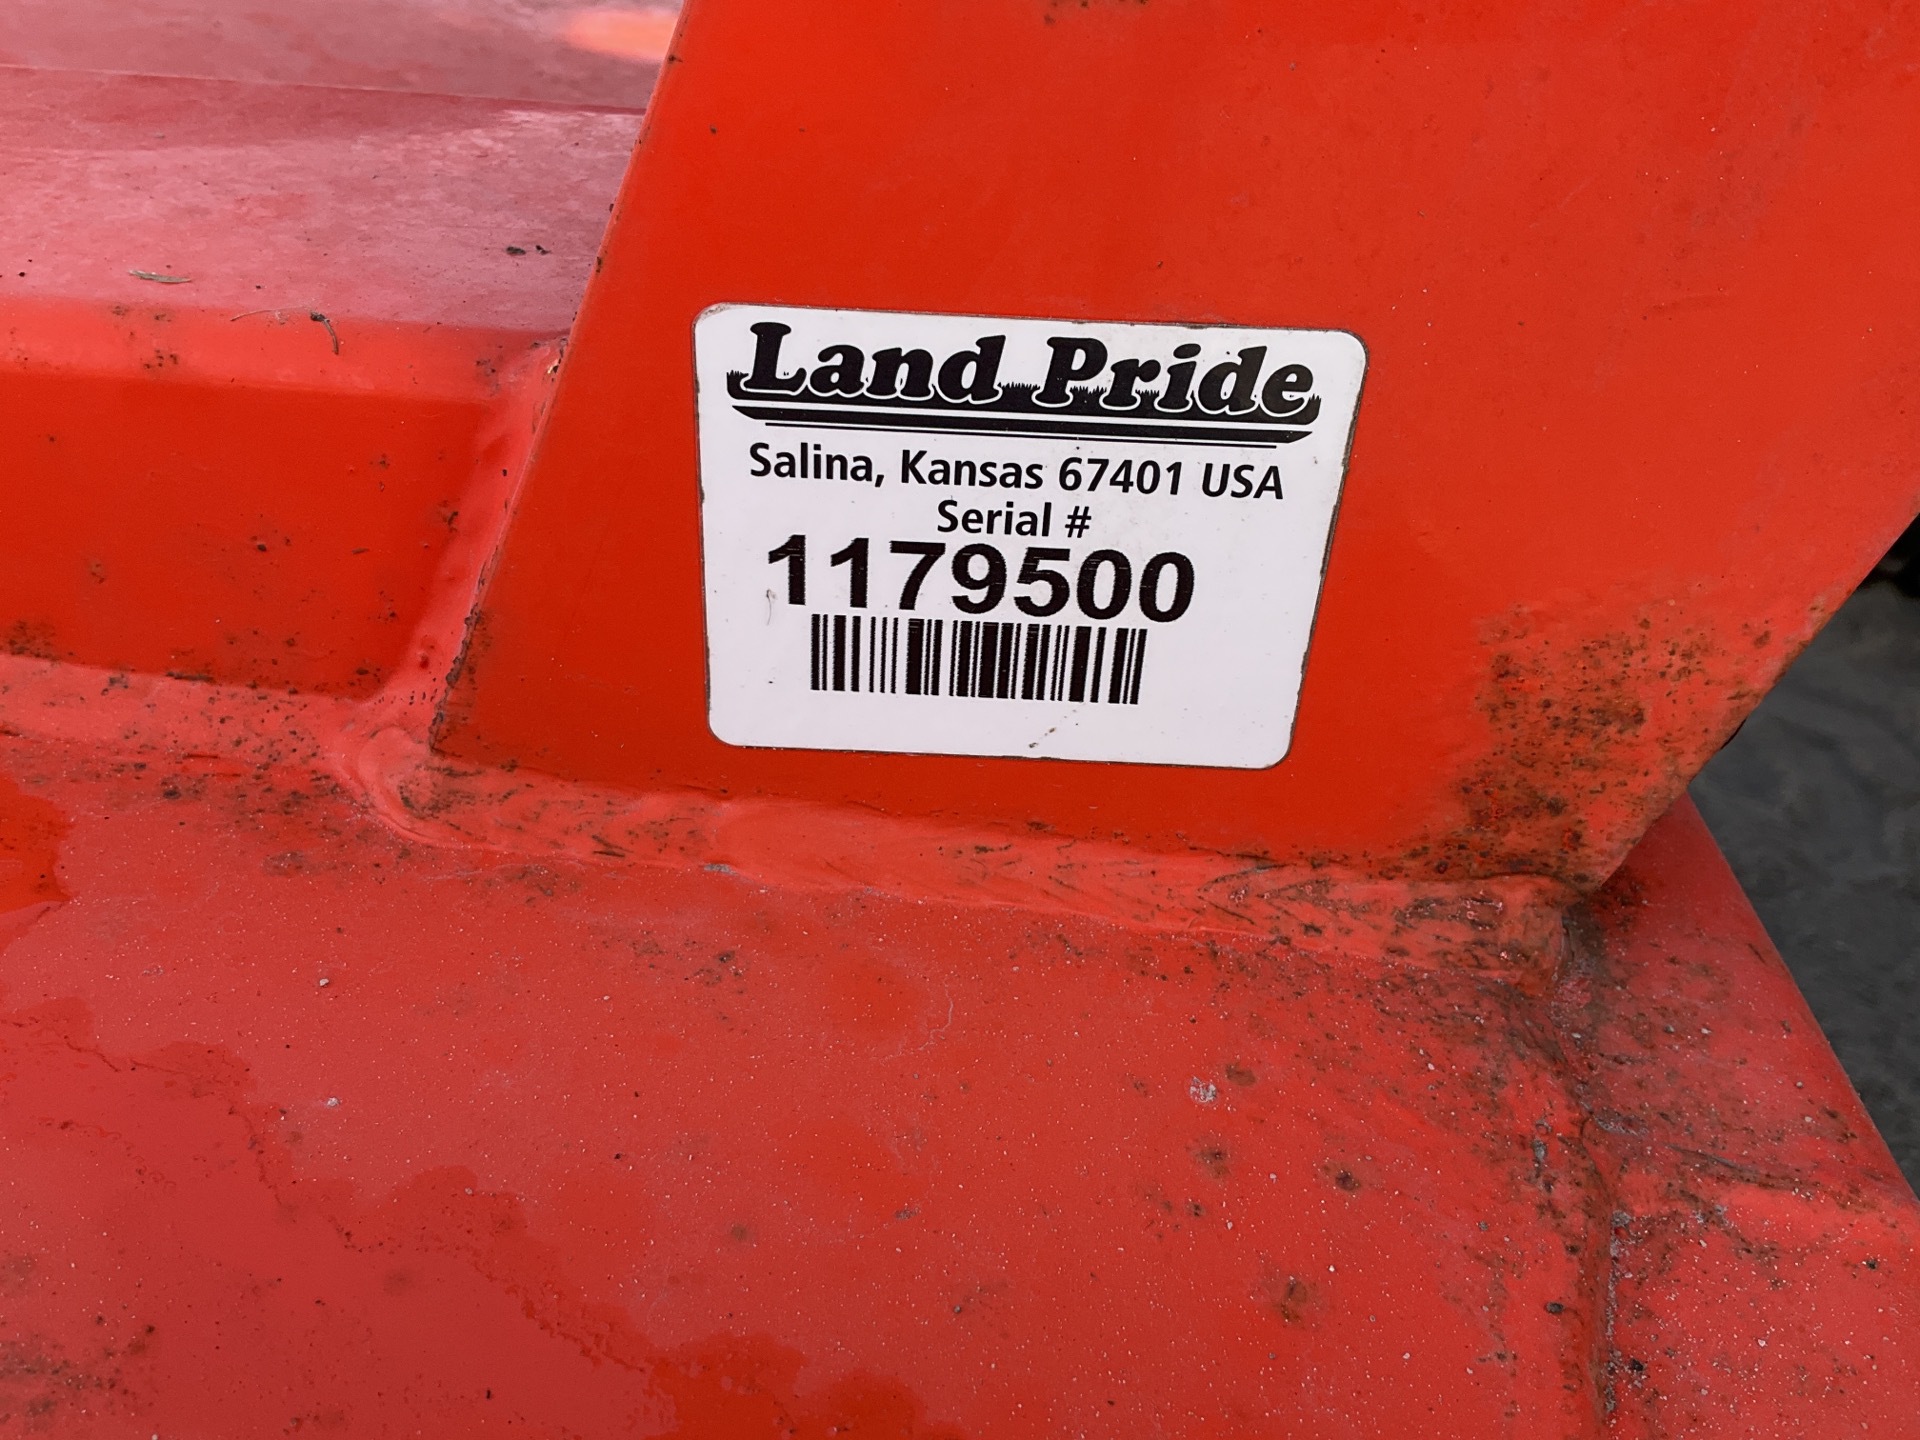 Land Pride
Salina, Kansas 67401 USA
Serial #
1179500